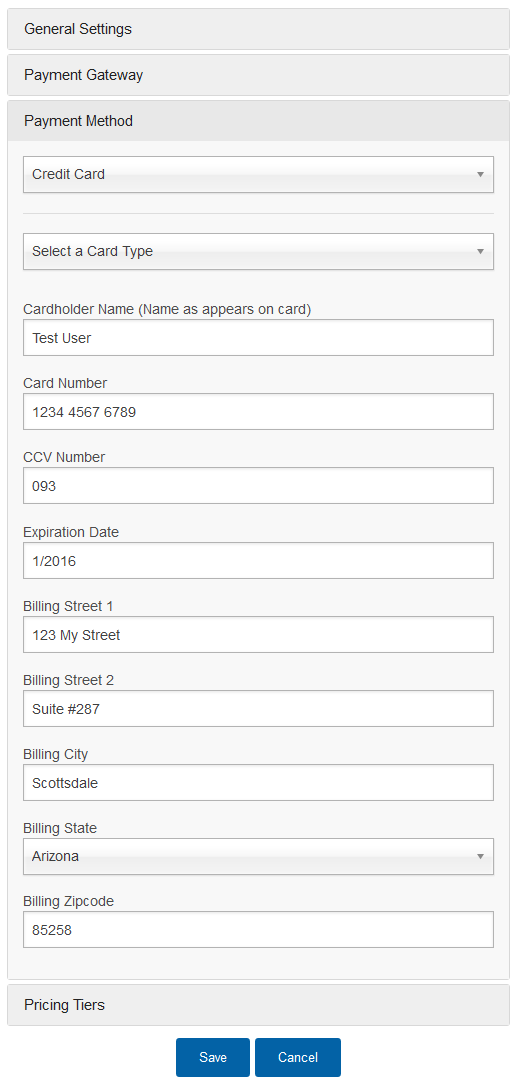 General Settings
Payment Gateway
Payment Method
Credit Card
Select a Card Type
Cardholder Name (Name as appears on card)
Test User
Card Number
1234 4567 6789
CCV Number
093
Expiration Date
1/2016
Billing Street 1
123 My Street
Billing Street 2
Suite #287
Billing City
Scottsdale
Billing State
Arizona
Billing Zipcode
85258
Pricing Tiers
Save Cancel